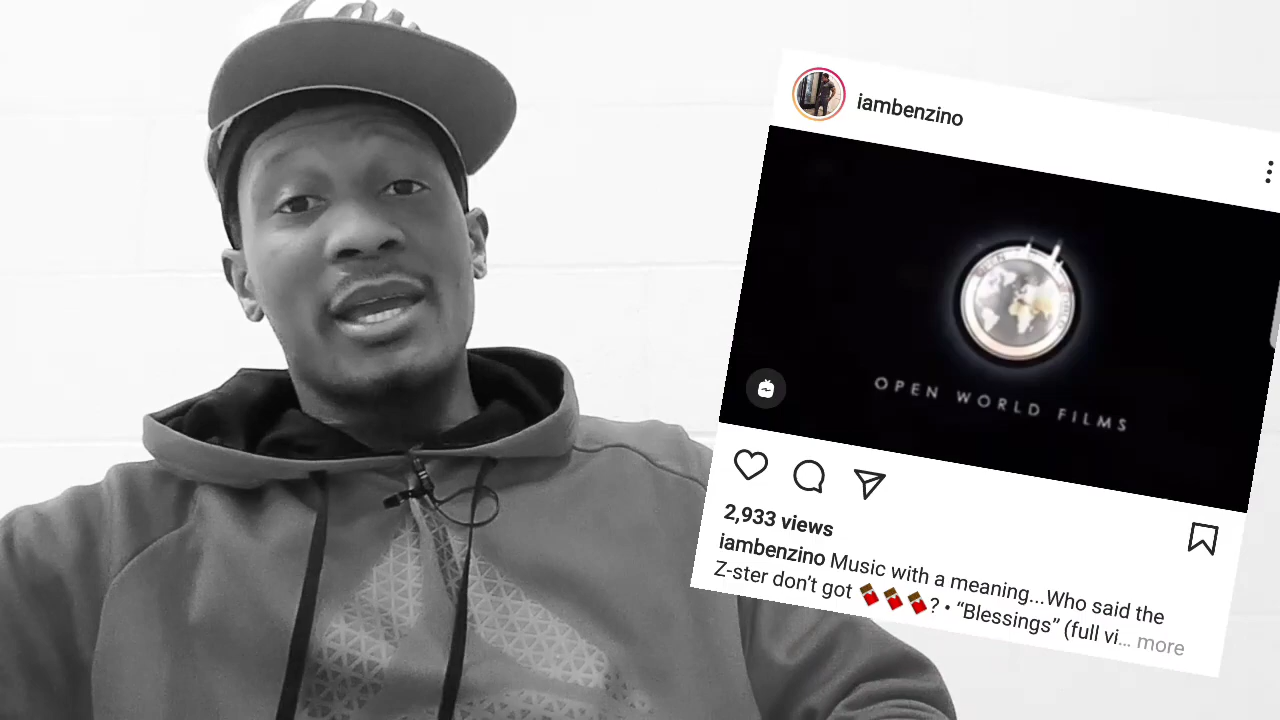 iambenzino
OPEN WORLD FILMS
2,933 views
iambenzino Music with a meaning...Who said the
Z-ster don't got 🍫🍫🍫? • “Blessings” (full vi... more